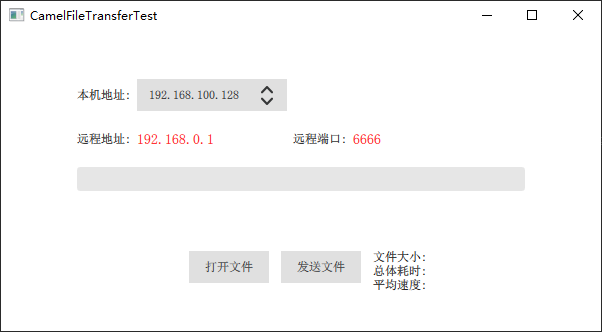 CamelFileTransferTest
本机地址: 192.168.100.128
远程地址: 192.168.0.1 远程端口: 6666
打开文件 发送文件 文件大小:
总体耗时:
平均速度: